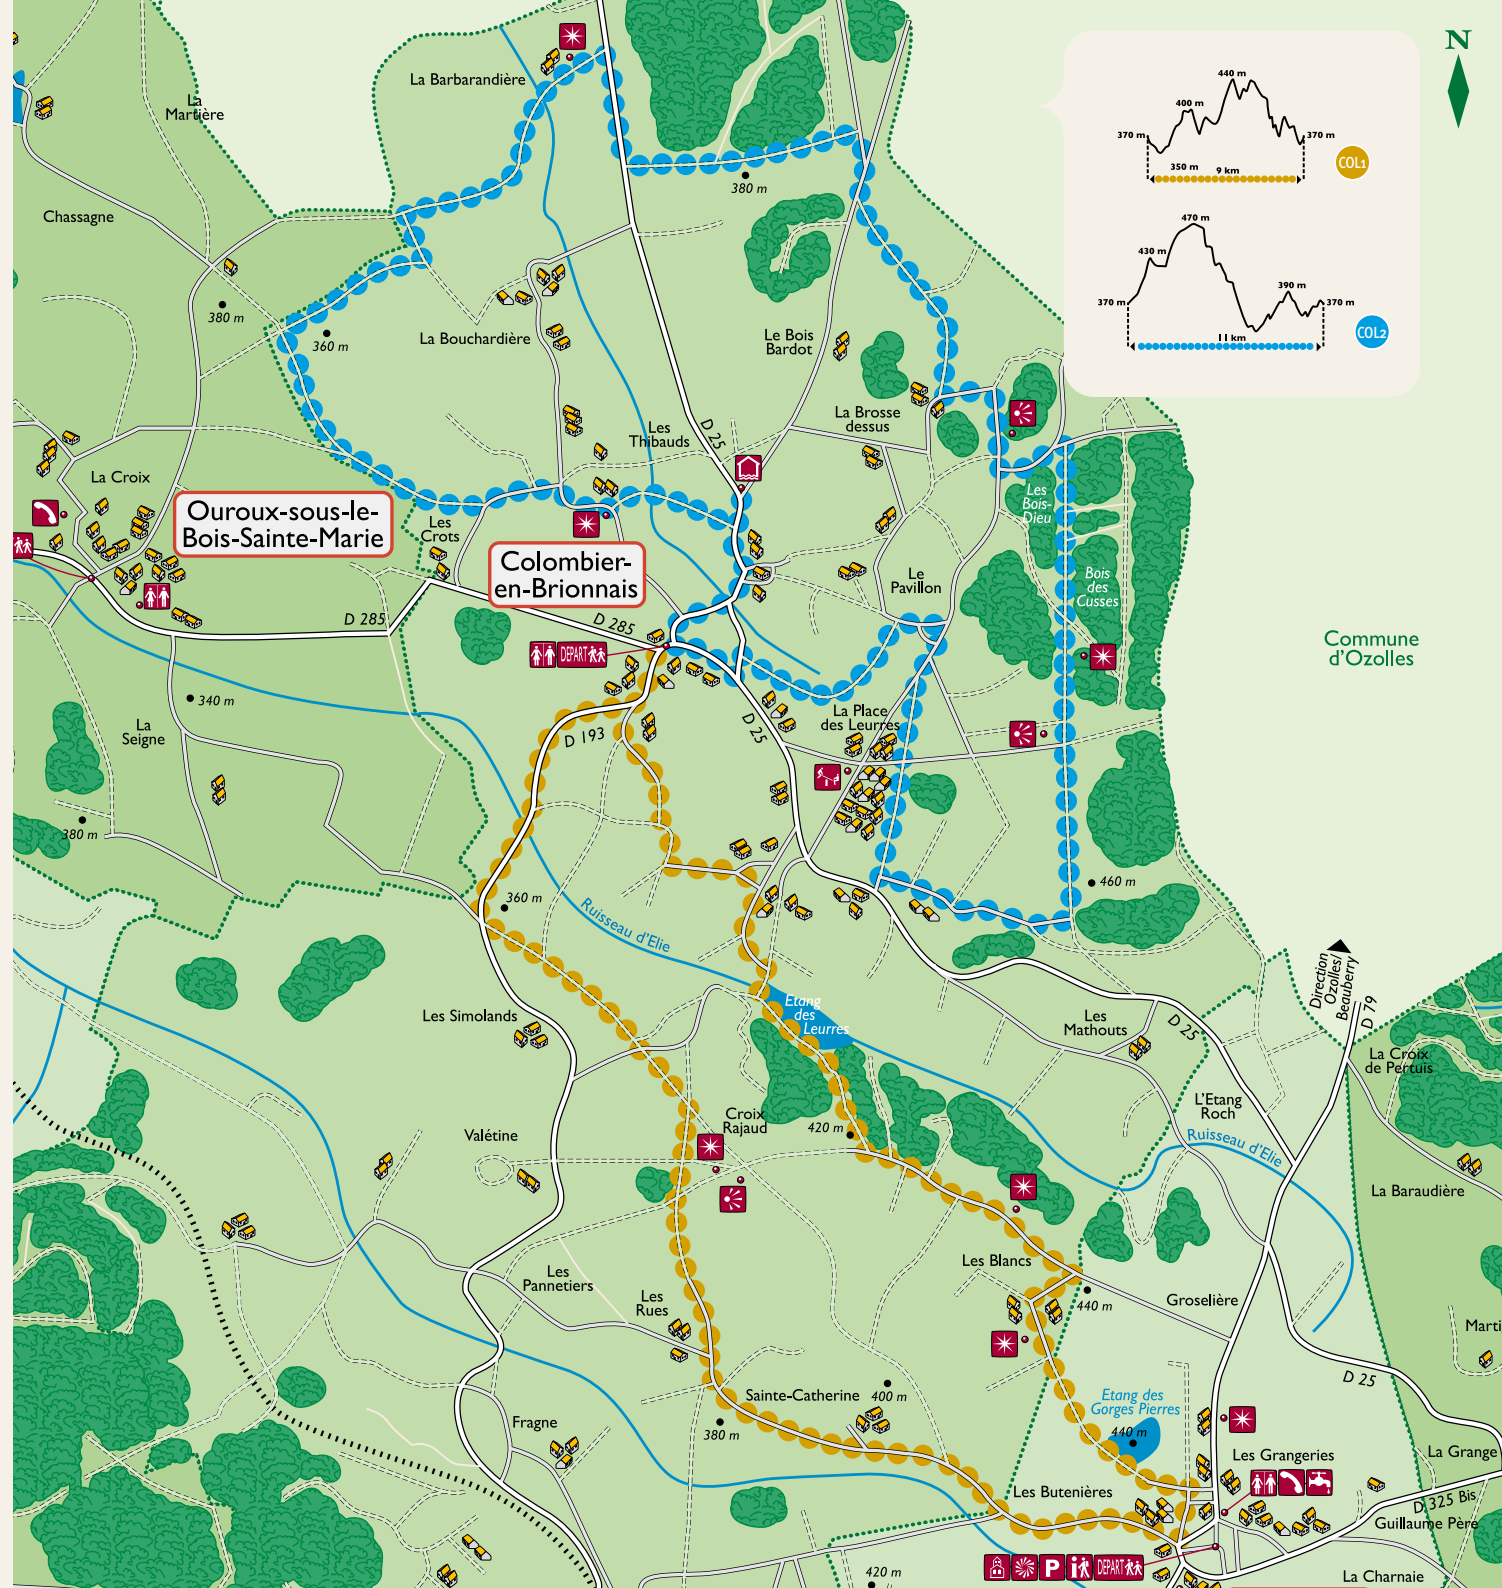 La Barbarandière
La
Martière
Chassagne
380 m
360 m
La Bouchardière
380 m
Le Bois
Bardot
N
440 m
400 m
370 m
370 m
350 m
9 km
COL1
470 m
430 m
390 m
370 m
370 m
11 km
COL2
La Brosse
dessus
Les
Thibauds
D 25
La Croix
Ouroux-sous-le-
Bois-Sainte-Marie
Les
Crots
Colombier-
en-Brionnais
Les
Bois-
Dieu
Le
Pavillon
Bois
des
Cusses
D 285
D 285
DEPART
Commune
d'Ozolles
340 m
La
Seigne
D 193
D 25
La Place
des Leurres
380 m
360 m
460 m
Ruisseau d'Elie
Direction
Ozolles/
Beauberry
D 79
Les Simolands
Etang
des
Leurres
Les
Mathouts
D 25
La Croix
de Pertuis
L'Etang
Roch
Valétine
Croix
Rajaud
420 m
Ruisseau d'Elie
La Baraudière
Les
Pannetiers
Les
Rues
Les Blancs
440 m
Groselière
Marti
D 25
Sainte-Catherine
400 m
380 m
Etang des
Gorges Pierres
440 m
Fragne
Les Grangeries
La Grange
Les Butenières
D 325 Bis
Guillaume Père
P
DEPART
420 m
La Charnaie